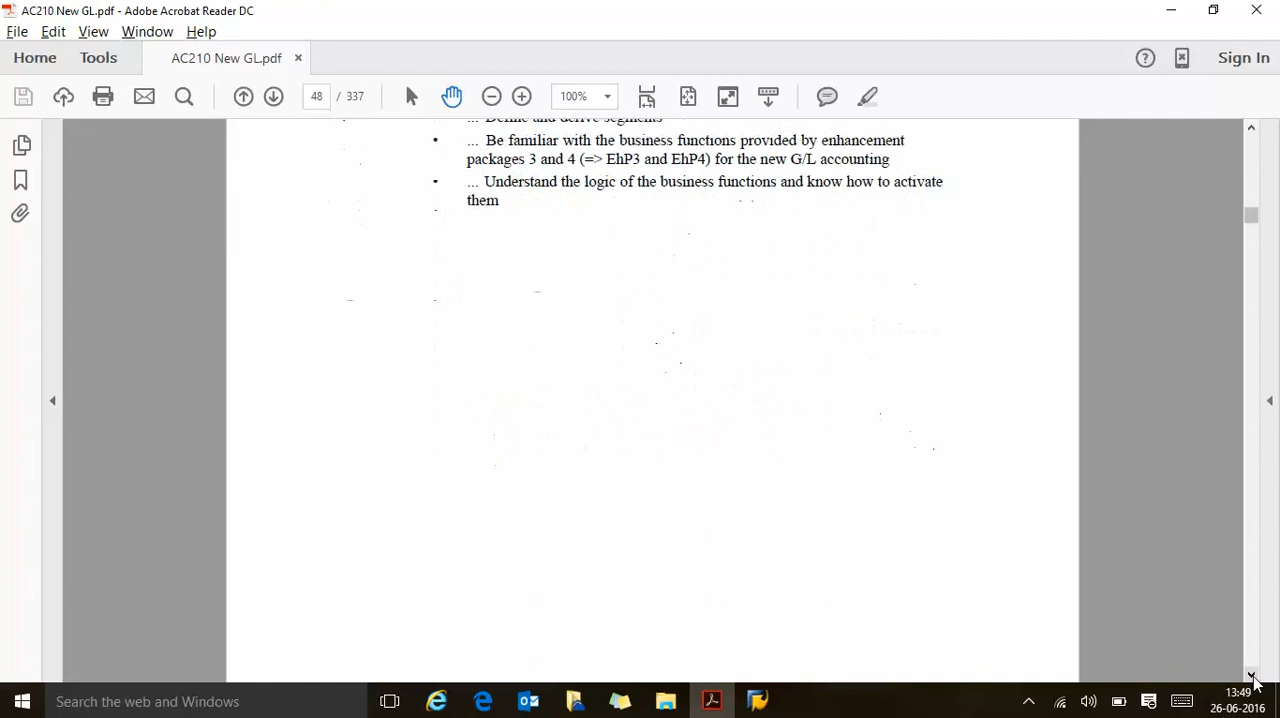 AC210 New GL.pdf - Adobe Acrobat Reader DC
File Edit View Window Help
Home Tools AC210 New GL.pdf × Sign In
48 / 337 100%
... Define and derive segments
• ... Be familiar with the business functions provided by enhancement
packages 3 and 4 (=> EhP3 and EhP4) for the new G/L accounting
• ... Understand the logic of the business functions and know how to activate
them
Search the web and Windows
13:49
26-06-2016